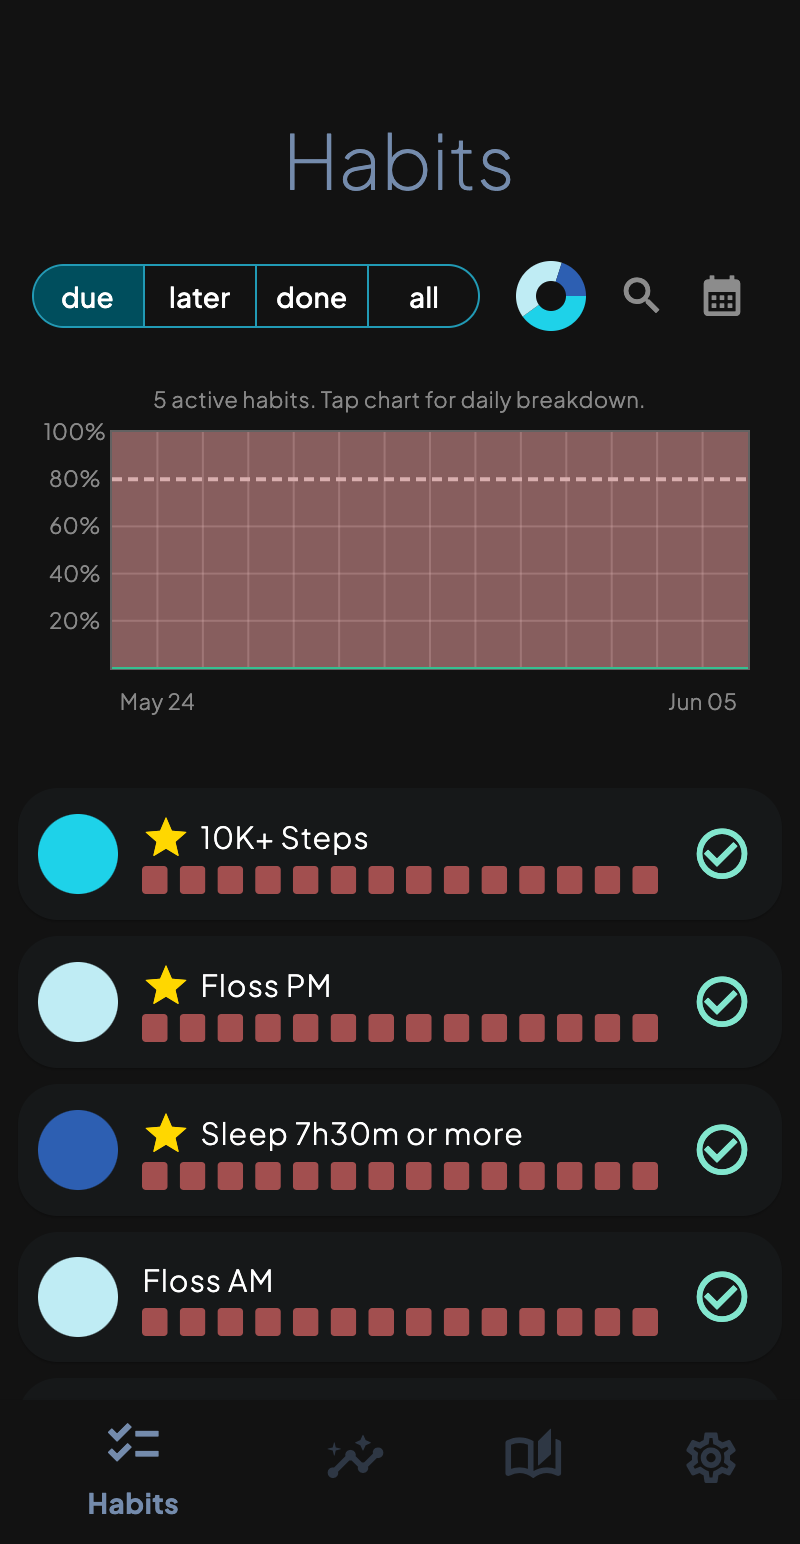 Habits
due later done all
5 active habits. Tap chart for daily breakdown.
100%
80%
60%
40%
20%
May 24 Jun 05
10K+ Steps
Floss PM
Sleep 7h30m or more
Floss AM
Habits